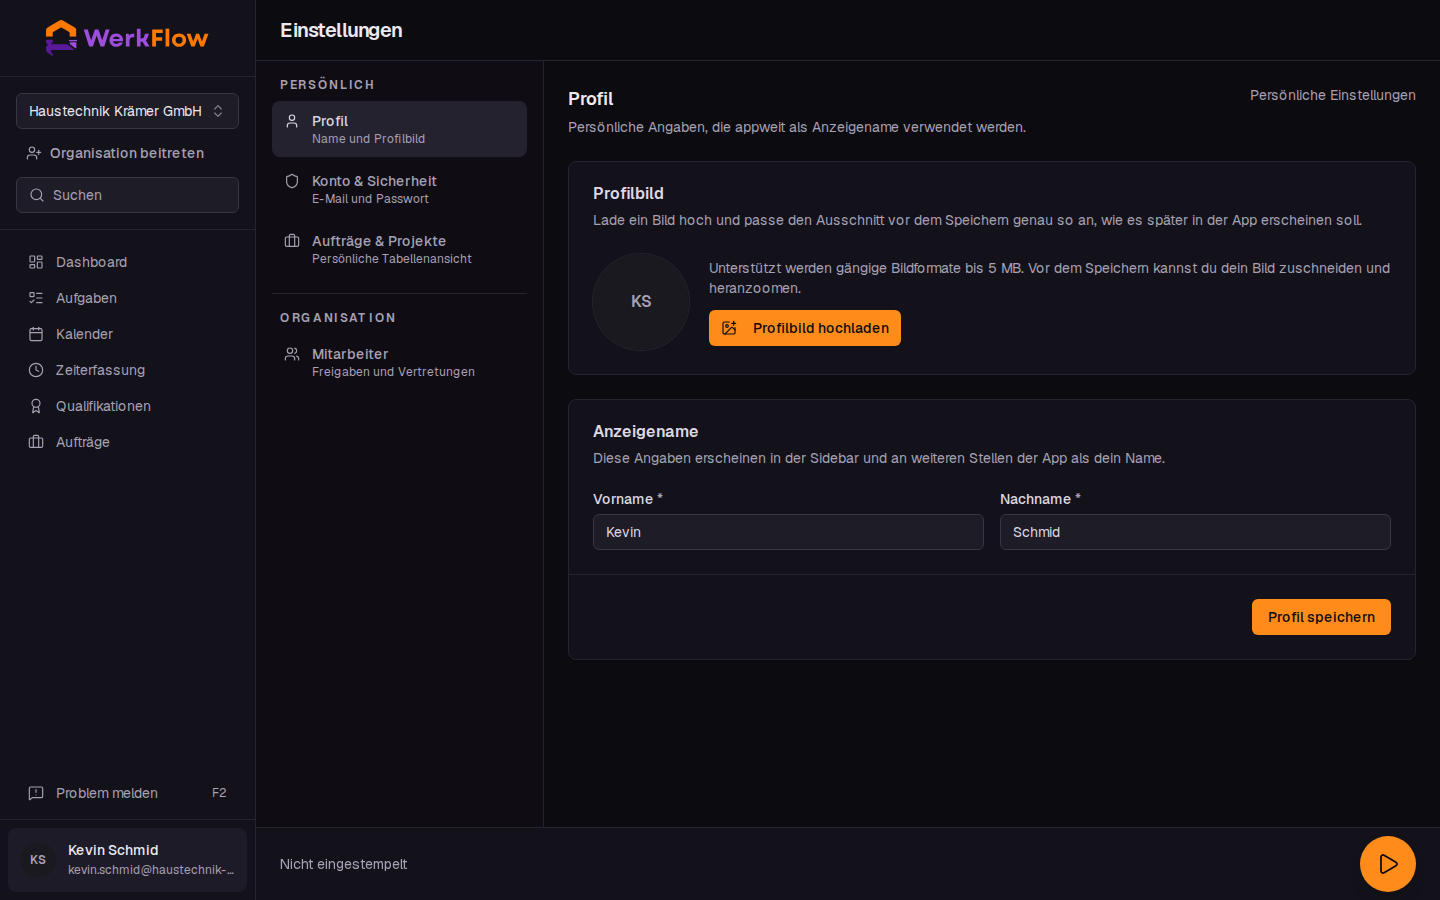 WerkFlow
Haustechnik Krämer GmbH
Organisation beitreten
Suchen
Dashboard
Aufgaben
Kalender
Zeiterfassung
Qualifikationen
Aufträge
Problem melden F2
KS
Kevin Schmid
kevin.schmid@haustechnik-...
Einstellungen
PERSÖNLICH
Profil
Name und Profilbild
Konto & Sicherheit
E-Mail und Passwort
Aufträge & Projekte
Persönliche Tabellenansicht
ORGANISATION
Mitarbeiter
Freigaben und Vertretungen
Profil
Persönliche Einstellungen
Persönliche Angaben, die appweit als Anzeigename verwendet werden.
Profilbild
Lade ein Bild hoch und passe den Ausschnitt vor dem Speichern genau so an, wie es später in der App erscheinen soll.
KS
Unterstützt werden gängige Bildformate bis 5 MB. Vor dem Speichern kannst du dein Bild zuschneiden und
heranzoomen.
Profilbild hochladen
Anzeigename
Diese Angaben erscheinen in der Sidebar und an weiteren Stellen der App als dein Name.
Vorname * Nachname *
Kevin Schmid
Profil speichern
Nicht eingestempelt